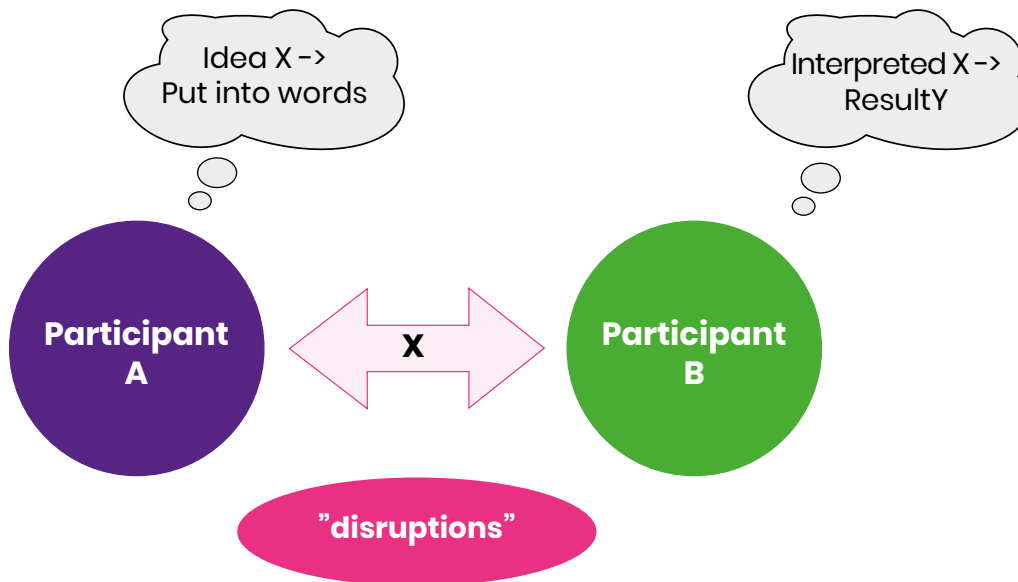 Idea X ->
Put into words
Interpreted X ->
ResultY
Participant
A
X
Participant
B
”disruptions”